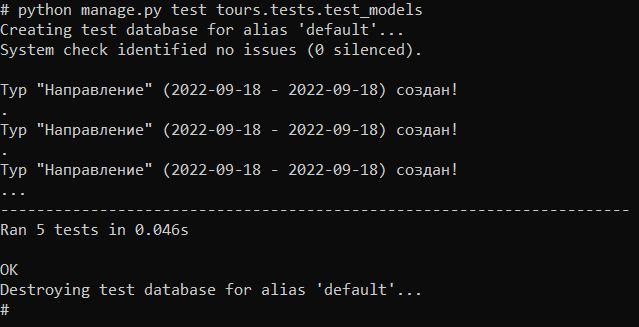 # python manage.py test tours.tests.test_models
Creating test database for alias 'default'...
System check identified no issues (0 silenced).
Тур "Направление" (2022-09-18 - 2022-09-18) создан!
.
Тур "Направление" (2022-09-18 - 2022-09-18) создан!
.
Тур "Направление" (2022-09-18 - 2022-09-18) создан!
...
----------------------------------------------------------------------
Ran 5 tests in 0.046s
OK
Destroying test database for alias 'default'...
#